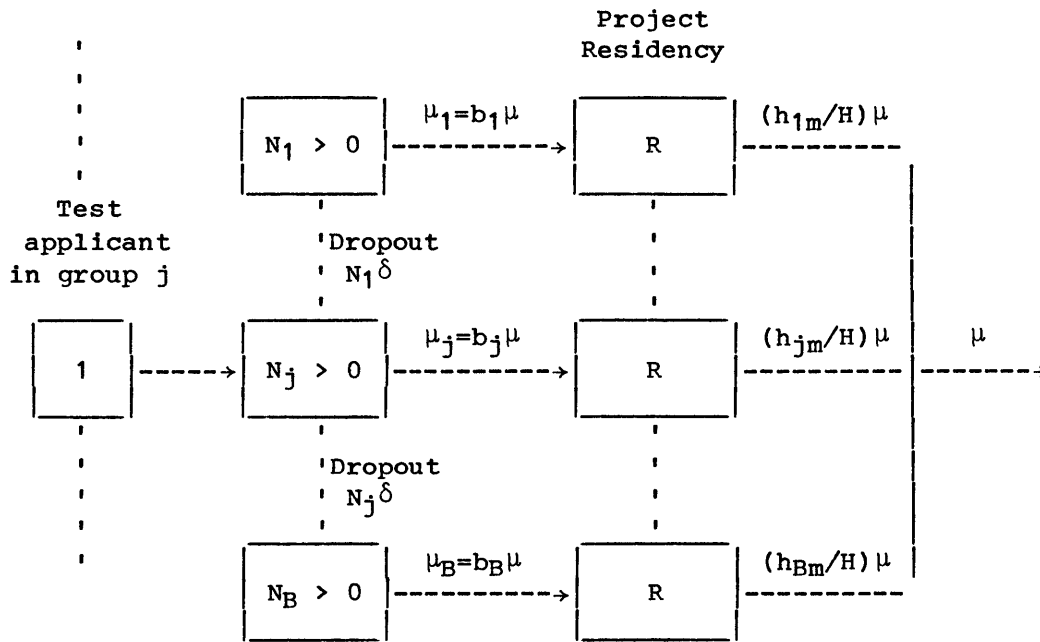 Project
Residency
N1 > 0
μ1=b1μ
R
(h1m/H)μ
Test
applicant
in group j
Dropout
N1δ
1
Nj > 0
μj=bjμ
R
(hjm/H)μ
μ
Dropout
Njδ
NB > 0
μB=bBμ
R
(hBm/H)μ